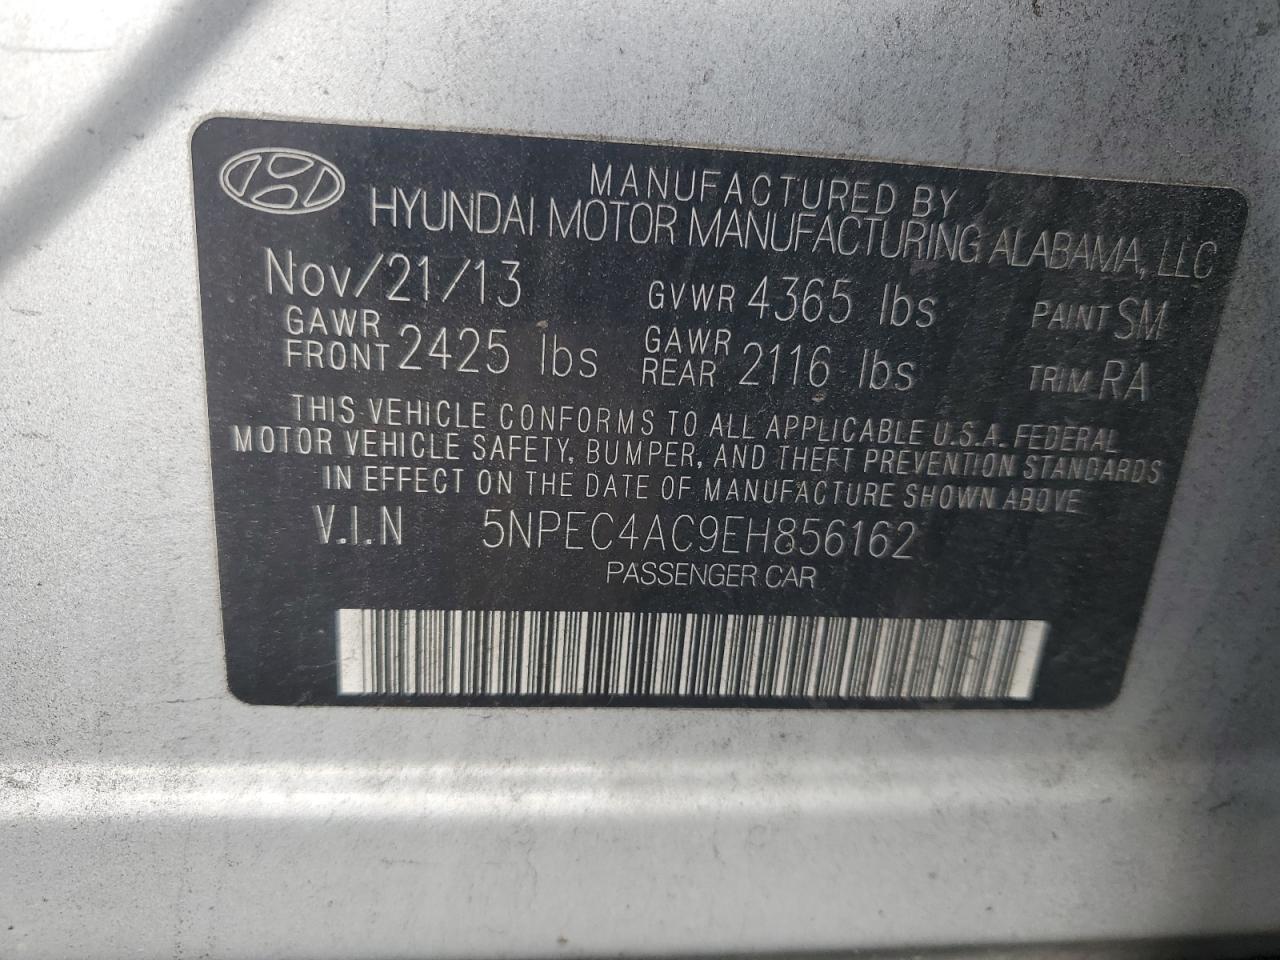 MANUFACTURED BY
HYUNDAI MOTOR MANUFACTURING ALABAMA, LLC
Nov/21/13 GVWR 4365 lbs PAINT SM
GAWR FRONT 2425 lbs GAWR REAR 2116 lbs TRIM RA
THIS VEHICLE CONFORMS TO ALL APPLICABLE U.S.A. FEDERAL
MOTOR VEHICLE SAFETY, BUMPER, AND THEFT PREVENTION STANDARDS
IN EFFECT ON THE DATE OF MANUFACTURE SHOWN ABOVE
V.I.N 5NPEC4AC9EH856162
PASSENGER CAR